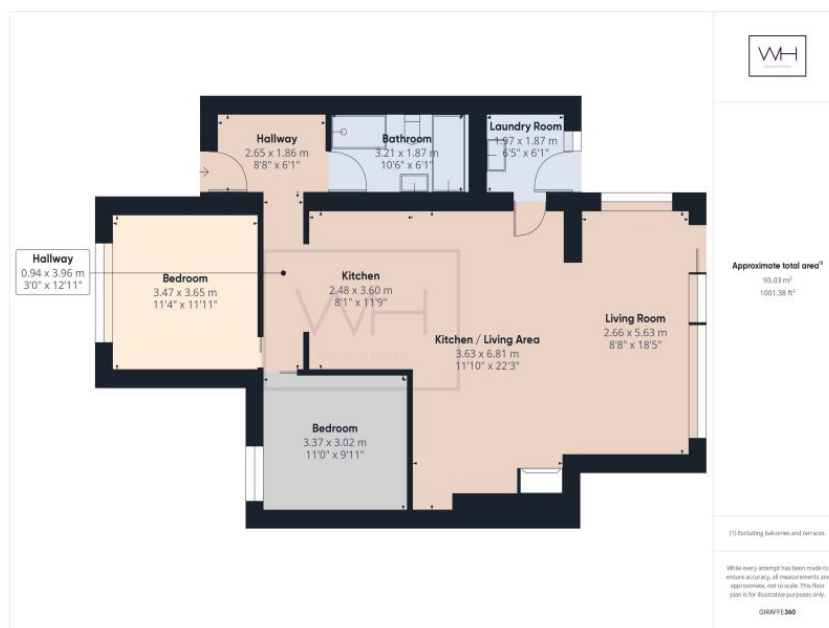 WH
Hallway
2.65 x 1.86 m
8'8" x 6'1"
Bathroom
3.21 x 1.87 m
10'6" x 6'1"
Laundry Room
1.97 x 1.87 m
6'5" x 6'1"
Hallway
0.94 x 3.96 m
3'0" x 12'11"
Bedroom
3.47 x 3.65 m
11'4" x 11'11"
Kitchen
2.48 x 3.60 m
8'1" x 11'9"
Kitchen / Living Area
3.63 x 6.81 m
11'10" x 22'3"
Living Room
2.66 x 5.63 m
8'8" x 18'5"
Bedroom
3.37 x 3.02 m
11'0" x 9'11"
WH
Approximate total area(1)
93.03 m²
1001.38 ft²
(1) Excluding balconies and terraces
While every attempt has been made to
ensure accuracy, all measurements are
approximate, not to scale. This floor
plan is for illustrative purposes only.
GIRAFFE360